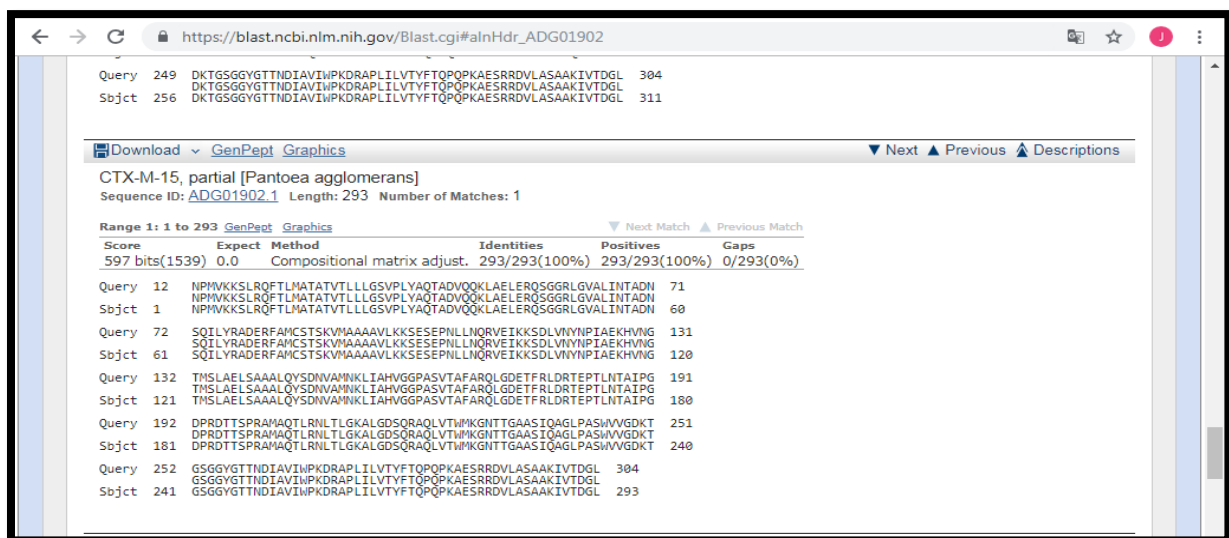 https://blast.ncbi.nlm.nih.gov/Blast.cgi#alnHdr_ADG01902
J
Query 249 DKTGSGGYGTTNDIAVIWPKDRAPLILVTYFTQPQPKAESRRDVLASAAKIVTDGL 304
DKTGSGGYGTTNDIAVIWPKDRAPLILVTYFTQPQPKAESRRDVLASAAKIVTDGL
Sbjct 256 DKTGSGGYGTTNDIAVIWPKDRAPLILVTYFTQPQPKAESRRDVLASAAKIVTDGL 311
Download GenPept Graphics Next Previous Descriptions
CTX-M-15, partial [Pantoea agglomerans]
Sequence ID: ADG01902.1 Length: 293 Number of Matches: 1
Range 1: 1 to 293 GenPept Graphics Next Match Previous Match
Score Expect Method Identities Positives Gaps
597 bits(1539) 0.0 Compositional matrix adjust. 293/293(100%) 293/293(100%) 0/293(0%)
Query 12 NPMVKKSLRQFTLMATATVTLLLGSVPLYAQTADVQQKLAELERQSGGRLGVALINTADN 71
NPMVKKSLRQFTLMATATVTLLLGSVPLYAQTADVQQKLAELERQSGGRLGVALINTADN
Sbjct 1 NPMVKKSLRQFTLMATATVTLLLGSVPLYAQTADVQQKLAELERQSGGRLGVALINTADN 60
Query 72 SQILYRADERFAMCSTSKVMAAAAVLKKSESEPNLLNQRVEIKKSDLVNYNPIAEKHVNG 131
SQILYRADERFAMCSTSKVMAAAAVLKKSESEPNLLNQRVEIKKSDLVNYNPIAEKHVNG
Sbjct 61 SQILYRADERFAMCSTSKVMAAAAVLKKSESEPNLLNQRVEIKKSDLVNYNPIAEKHVNG 120
Query 132 TMSLAELSAAALQYSDNVAMNKLIAHVGGPASVTAFARQLGDETFRLDRTEPTLNTAIPG 191
TMSLAELSAAALQYSDNVAMNKLIAHVGGPASVTAFARQLGDETFRLDRTEPTLNTAIPG
Sbjct 121 TMSLAELSAAALQYSDNVAMNKLIAHVGGPASVTAFARQLGDETFRLDRTEPTLNTAIPG 180
Query 192 DPRDTTSPRAMAQTLRNLTLGKALGDSQRAQLVTWMKGNTTGAASIQAGLPASWVVGDKT 251
DPRDTTSPRAMAQTLRNLTLGKALGDSQRAQLVTWMKGNTTGAASIQAGLPASWVVGDKT
Sbjct 181 DPRDTTSPRAMAQTLRNLTLGKALGDSQRAQLVTWMKGNTTGAASIQAGLPASWVVGDKT 240
Query 252 GSGGYGTTNDIAVIWPKDRAPLILVTYFTQPQPKAESRRDVLASAAKIVTDGL 304
GSGGYGTTNDIAVIWPKDRAPLILVTYFTQPQPKAESRRDVLASAAKIVTDGL
Sbjct 241 GSGGYGTTNDIAVIWPKDRAPLILVTYFTQPQPKAESRRDVLASAAKIVTDGL 293